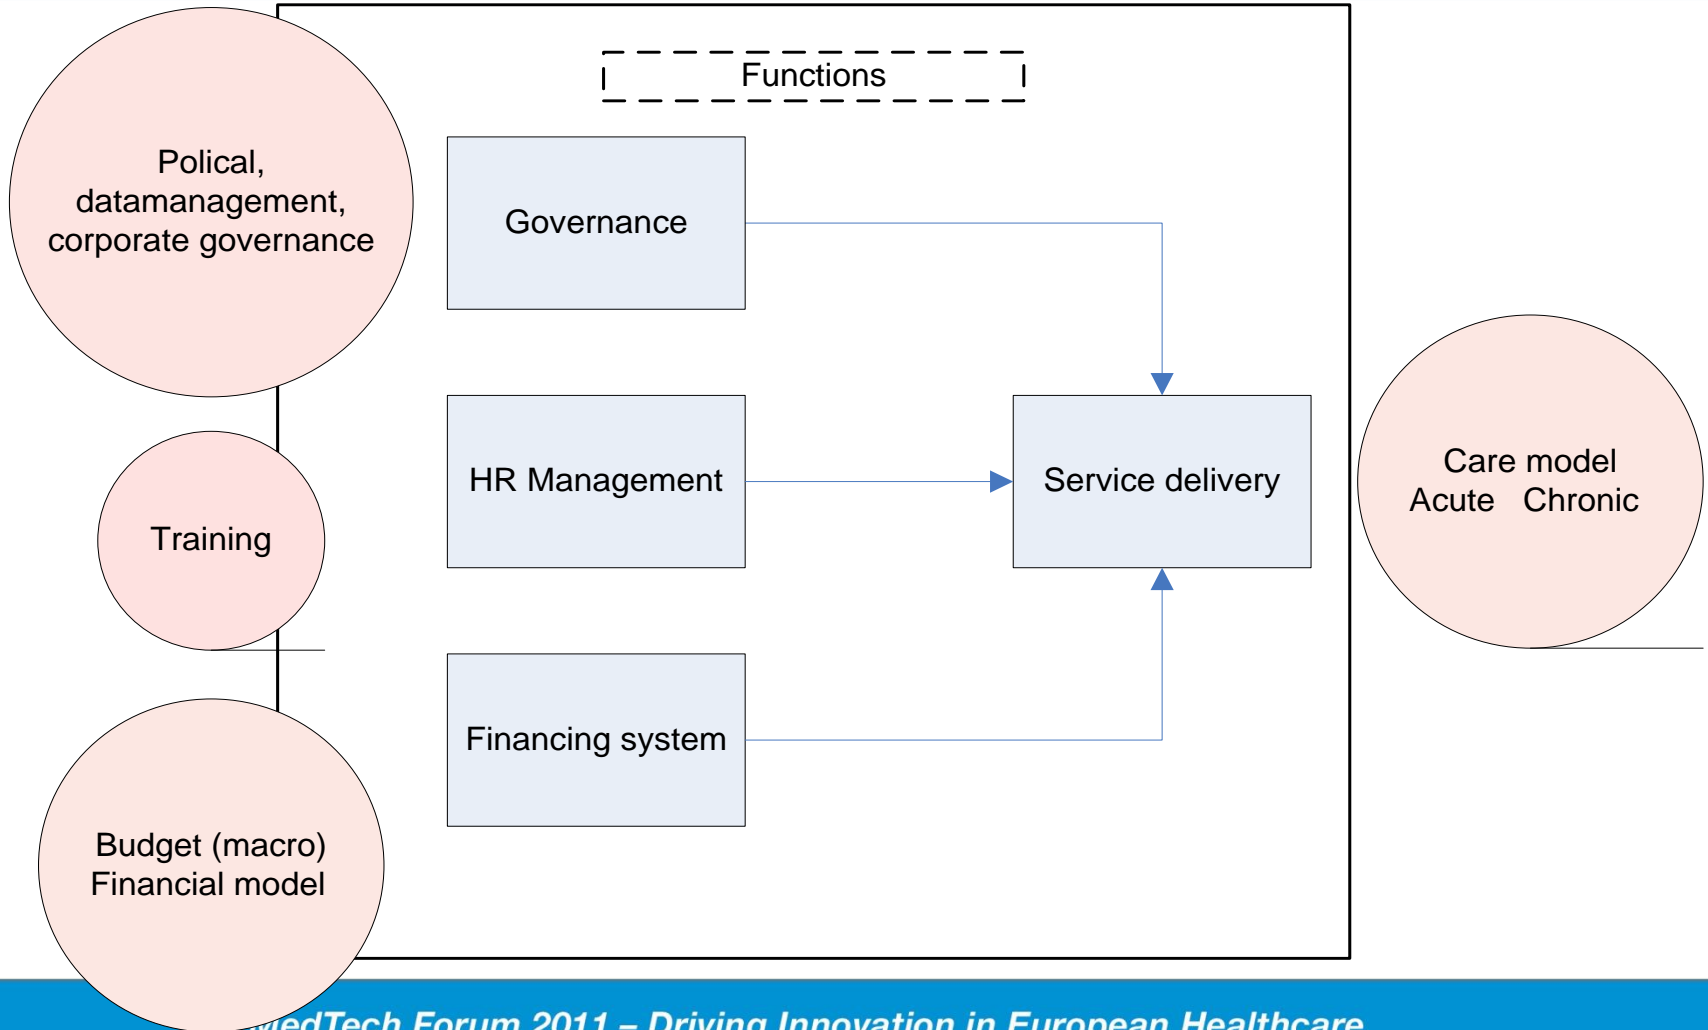 Functions
Polical,
datamanagement,
corporate governance
Governance
HR Management
Service delivery
Care model
Acute   Chronic
Training
Financing system
Budget (macro)
Financial model
MedTech Forum 2011 – Driving Innovation in European Healthcare